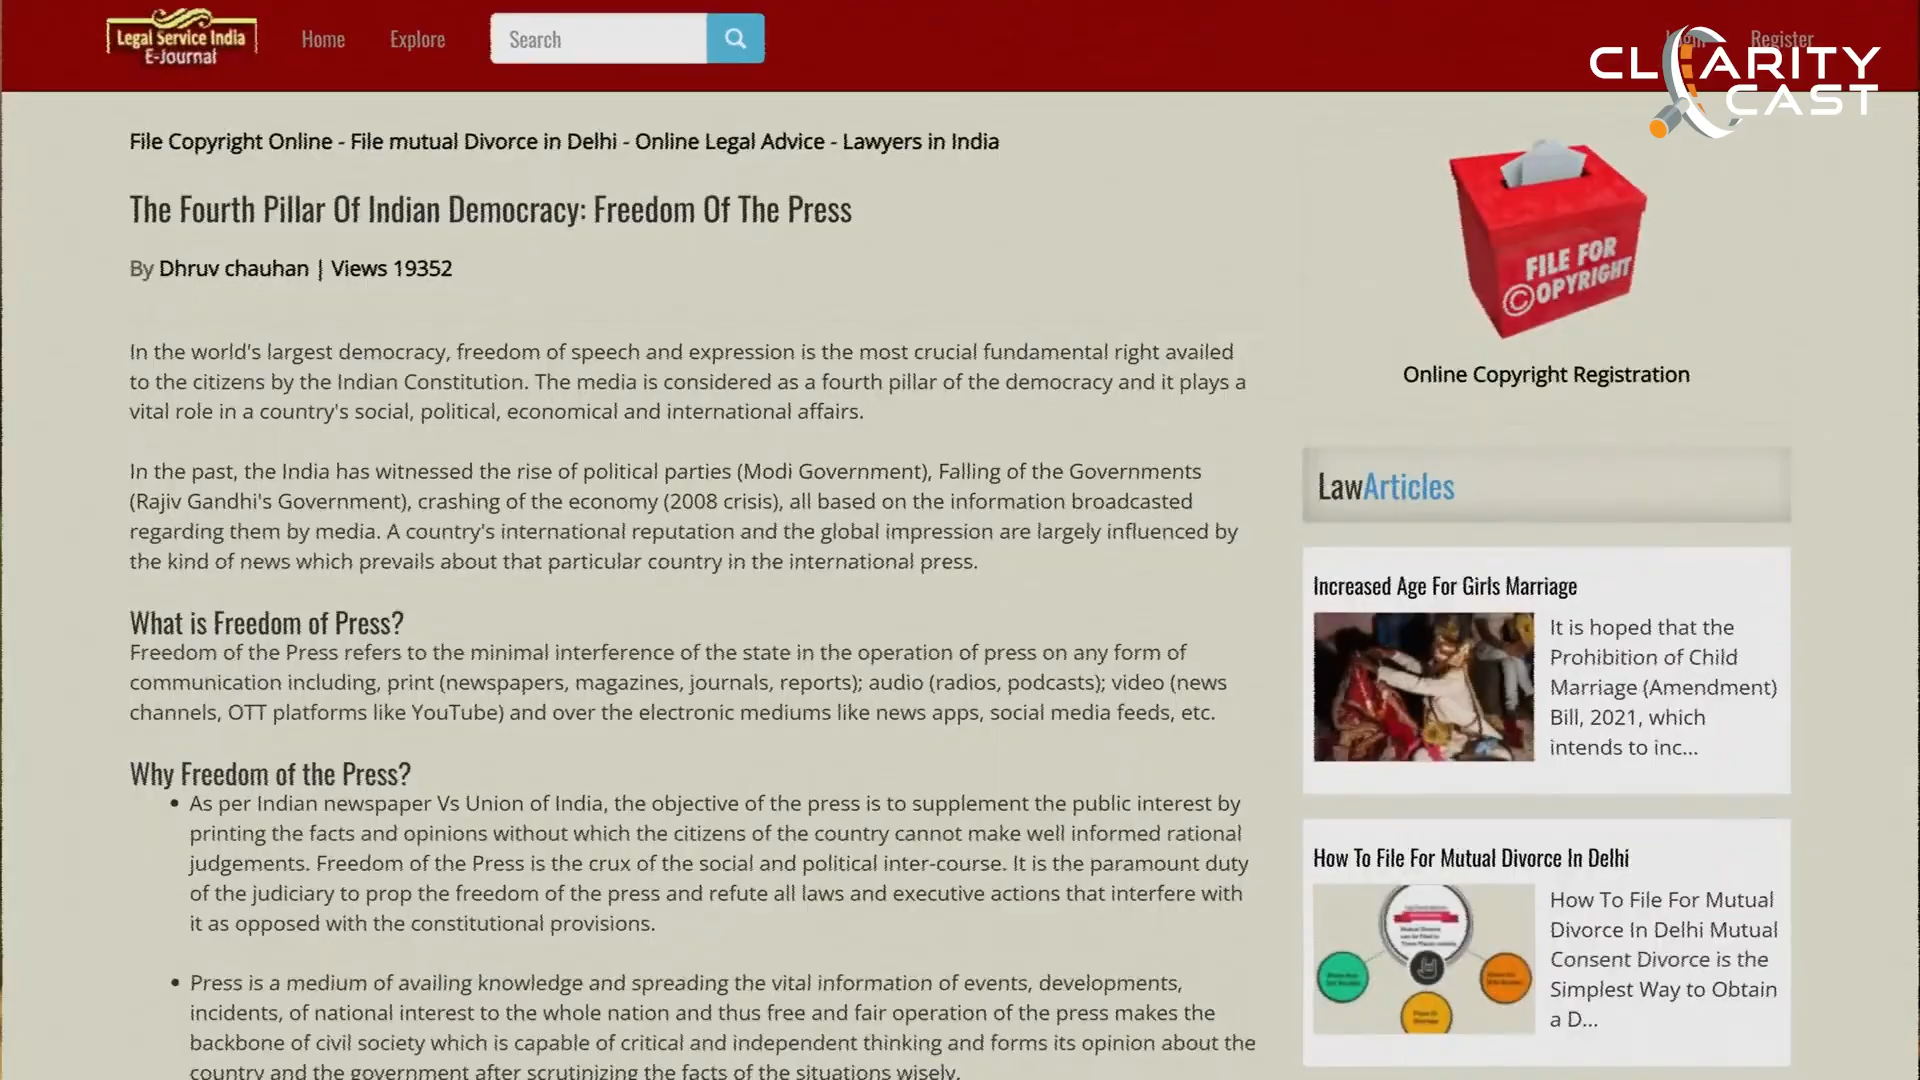 Legal Service India
E-Journal
Home
Explore
Search
Register
CLEARITY
CAST
File Copyright Online - File mutual Divorce in Delhi - Online Legal Advice - Lawyers in India
The Fourth Pillar Of Indian Democracy: Freedom Of The Press
By Dhruv chauhan | Views 19352
In the world's largest democracy, freedom of speech and expression is the most crucial fundamental right availed
to the citizens by the Indian Constitution. The media is considered as a fourth pillar of the democracy and it plays a
vital role in a country's social, political, economical and international affairs.
In the past, the India has witnessed the rise of political parties (Modi Government), Falling of the Governments
(Rajiv Gandhi's Government), crashing of the economy (2008 crisis), all based on the information broadcasted
regarding them by media. A country's international reputation and the global impression are largely influenced by
the kind of news which prevails about that particular country in the international press.
What is Freedom of Press?
Freedom of the Press refers to the minimal interference of the state in the operation of press on any form of
communication including, print (newspapers, magazines, journals, reports); audio (radios, podcasts); video (news
channels, OTT platforms like YouTube) and over the electronic mediums like news apps, social media feeds, etc.
Why Freedom of the Press?
• As per Indian newspaper Vs Union of India, the objective of the press is to supplement the public interest by
printing the facts and opinions without which the citizens of the country cannot make well informed rational
judgements. Freedom of the Press is the crux of the social and political inter-course. It is the paramount duty
of the judiciary to prop the freedom of the press and refute all laws and executive actions that interfere with
it as opposed with the constitutional provisions.
• Press is a medium of availing knowledge and spreading the vital information of events, developments,
incidents, of national interest to the whole nation and thus free and fair operation of the press makes the
backbone of civil society which is capable of critical and independent thinking and forms its opinion about the
country and the government after scrutinizing the facts of the situations wisely.
FILE FOR
©OPYRIGHT
Online Copyright Registration
LawArticles
Increased Age For Girls Marriage
It is hoped that the
Prohibition of Child
Marriage (Amendment)
Bill, 2021, which
intends to inc...
How To File For Mutual Divorce In Delhi
How To File For Mutual
Divorce In Delhi Mutual
Consent Divorce is the
Simplest Way to Obtain
a D...